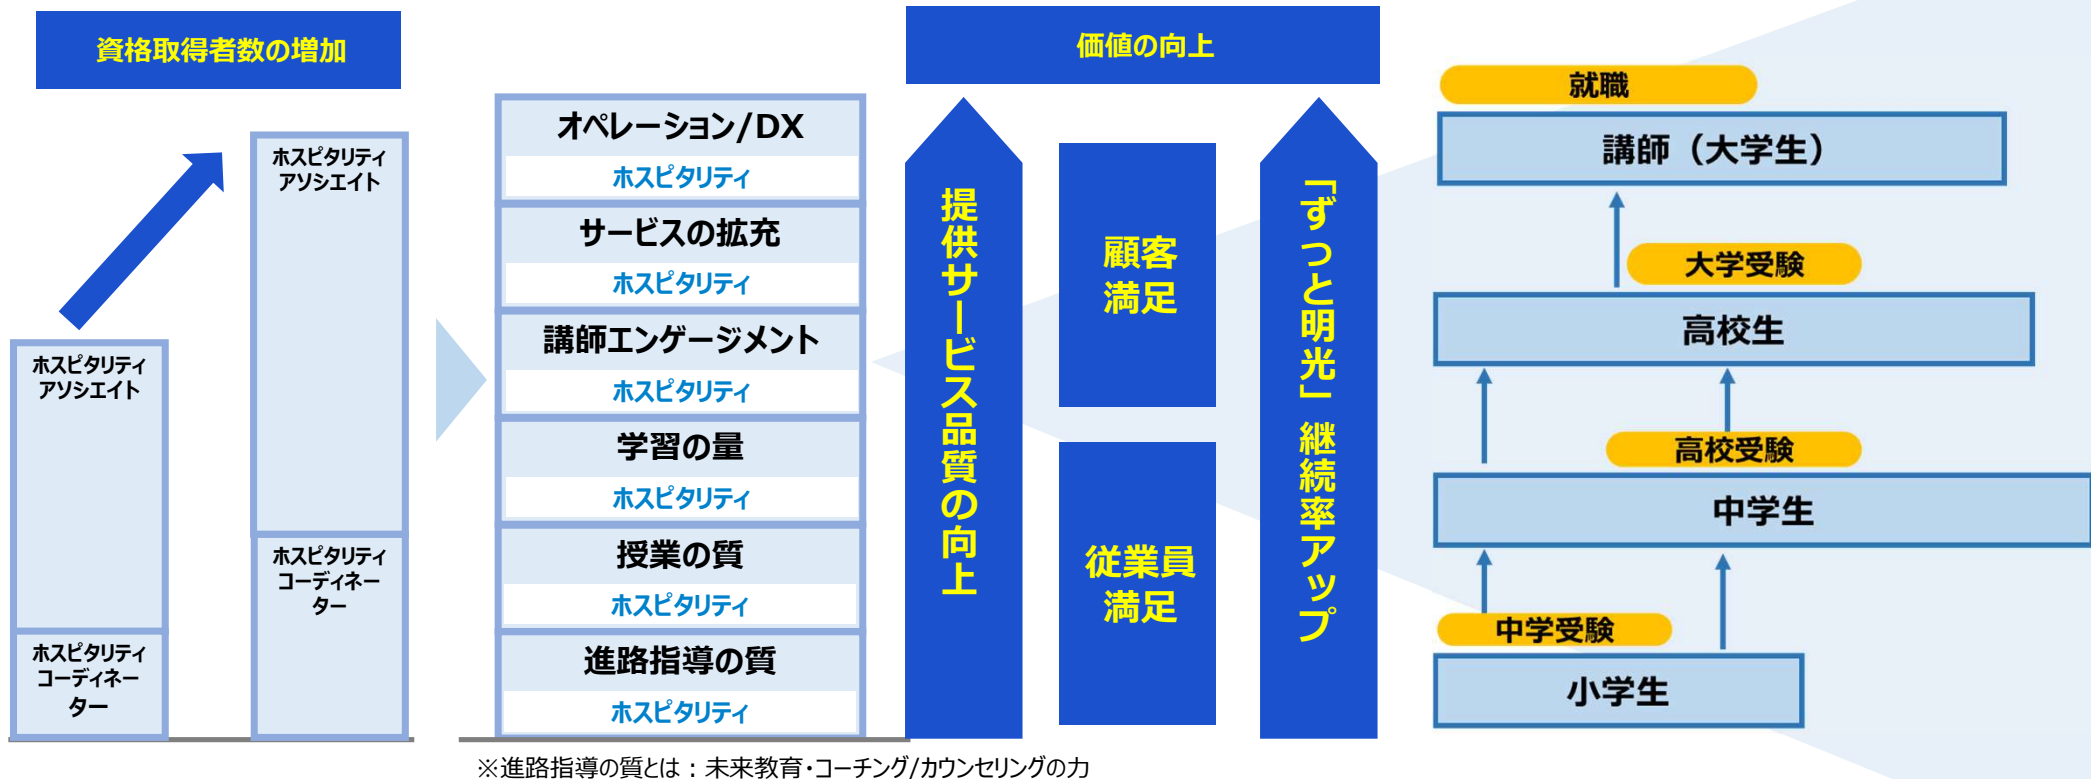 資格取得者数の増加
ホスピタリティ
アソシエイト
ホスピタリティ
コーディネー
ター
ホスピタリティ
アソシエイト
ホスピタリティ
コーディネー
ター
オペレーション/DX
ホスピタリティ
サービスの拡充
ホスピタリティ
講師エンゲージメント
ホスピタリティ
学習の量
ホスピタリティ
授業の質
ホスピタリティ
進路指導の質
ホスピタリティ
※進路指導の質とは：未来教育・コーチング/カウンセリングの力
価値の向上
提供サービス品質の向上
顧客
満足
従業員
満足
「ずっと明光」継続率アップ
就職
講師（大学生）
大学受験
高校生
高校受験
中学生
中学受験
小学生